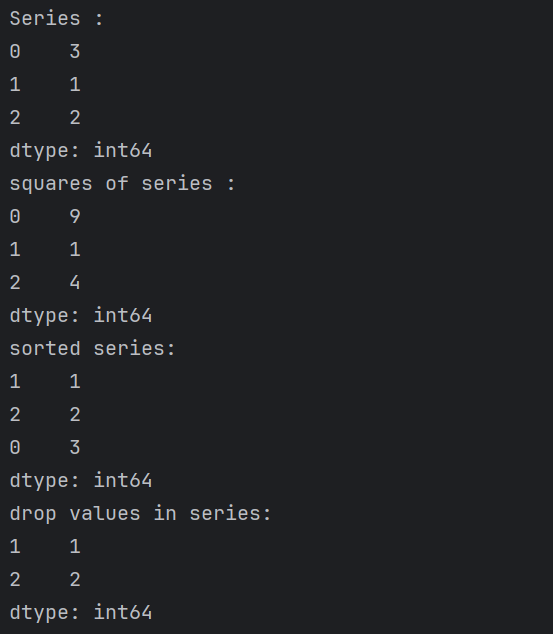 Series :
0    3
1    1
2    2
dtype: int64
squares of series :
0    9
1    1
2    4
dtype: int64
sorted series:
1    1
2    2
0    3
dtype: int64
drop values in series:
1    1
2    2
dtype: int64